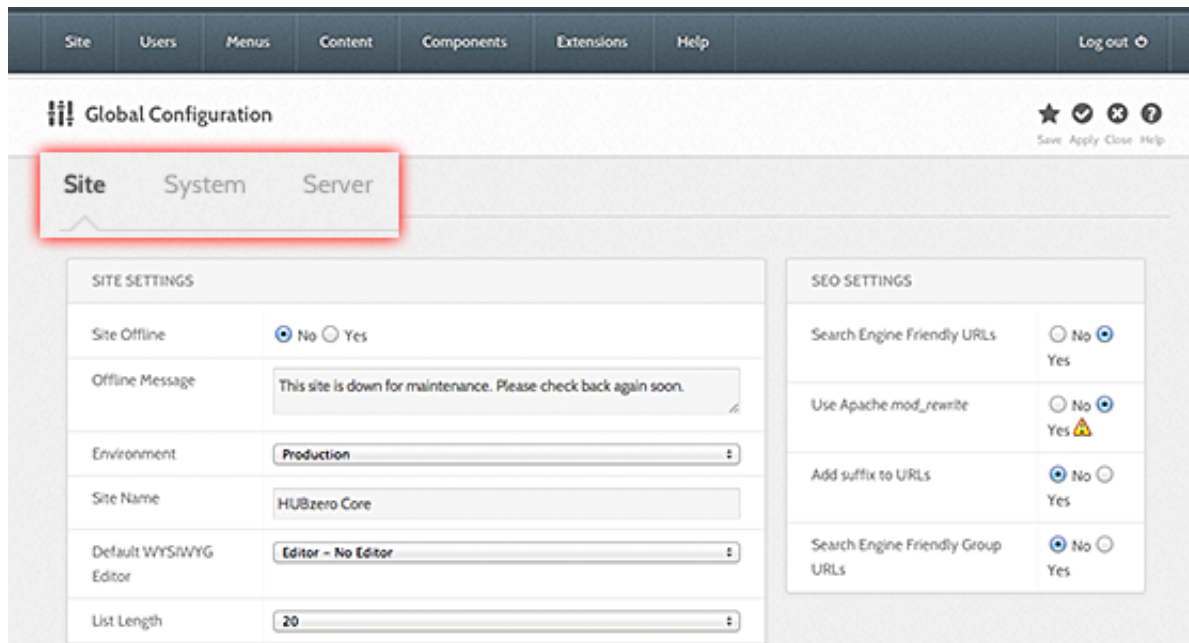 Site Users Menus Content Components Extensions Help Log out
Global Configuration
Save Apply Close Help
Site System Server
SITE SETTINGS
Site Offline No Yes
Offline Message This site is down for maintenance. Please check back again soon.
Environment Production
Site Name HUBzero Core
Default WYSIWYG
Editor
Editor - No Editor
List Length 20
SEO SETTINGS
Search Engine Friendly URLs No
Yes
Use Apache mod_rewrite No
Yes
Add suffix to URLs No
Yes
Search Engine Friendly Group
URLs
No
Yes